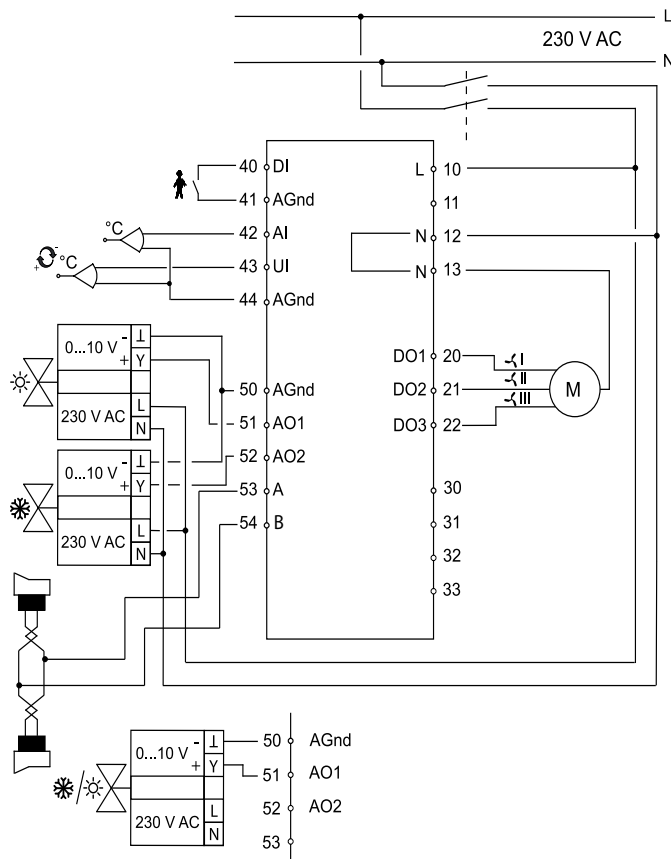 L
230 V AC
N
40 DI
L 10
41 AGnd
11
°C
42 AI
N 12
- + °C
43 UI
N 13
44 AGnd
0...10 V - ⊥
+ Y
DO1 20 I
L
230 V AC
N
50 AGnd
DO2 21 II
M
51 AO1
DO3 22 III
0...10 V - ⊥
+ Y
52 AO2
53 A
30
L
230 V AC
N
54 B
31
32
33
0...10 V - ⊥
+ Y
50 AGnd
51 AO1
/
L
230 V AC
N
52 AO2
53